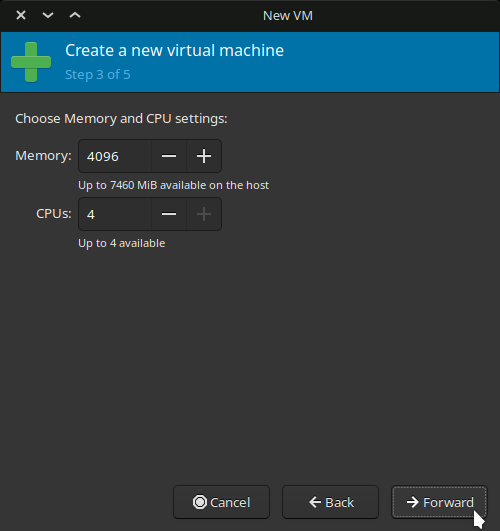 New VM
Create a new virtual machine
Step 3 of 5
Choose Memory and CPU settings:
Memory: 4096
Up to 7460 MiB available on the host
CPUs: 4
Up to 4 available
Cancel Back Forward